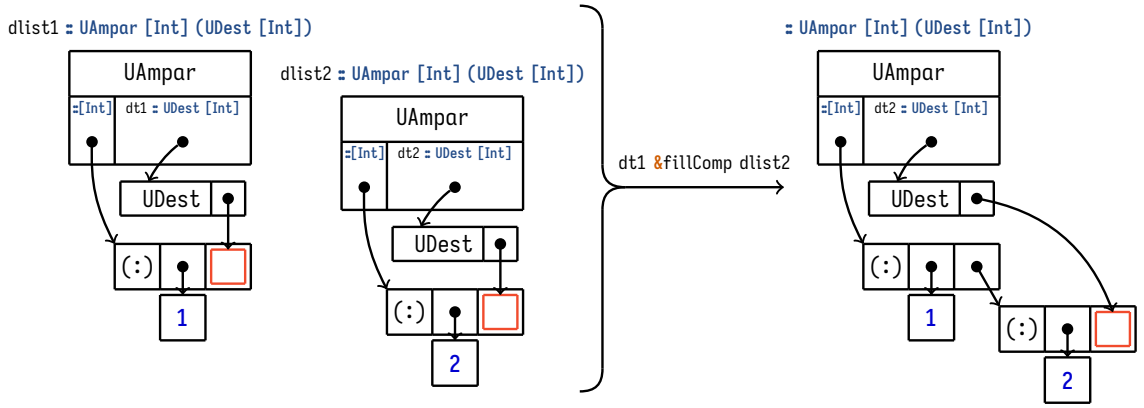 dlist1 :: UAmpar [Int] (UDest [Int])
UAmpar
::[Int] dt1 :: UDest [Int]
UDest
(:)
1
dlist2 :: UAmpar [Int] (UDest [Int])
UAmpar
::[Int] dt2 :: UDest [Int]
UDest
(:)
2
dt1 &fillComp dlist2
:: UAmpar [Int] (UDest [Int])
UAmpar
::[Int] dt2 :: UDest [Int]
UDest
(:)
1
(:)
2